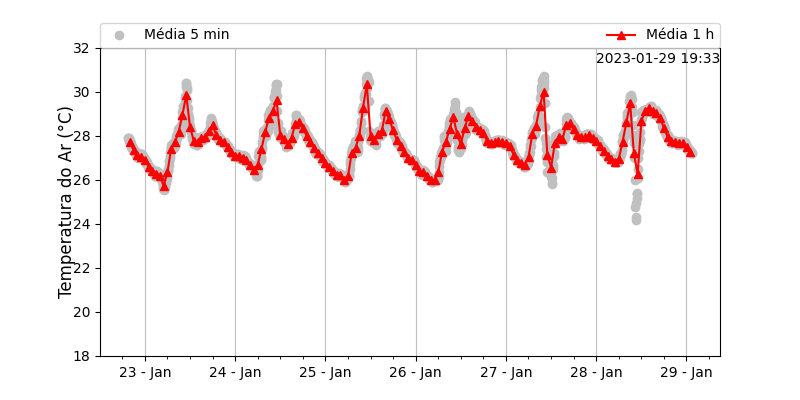 Média 5 min
Média 1 h
2023-01-29 19:33
Temperatura do Ar (°C)
32
30
28
26
24
22
20
18
23 - Jan
24 - Jan
25 - Jan
26 - Jan
27 - Jan
28 - Jan
29 - Jan